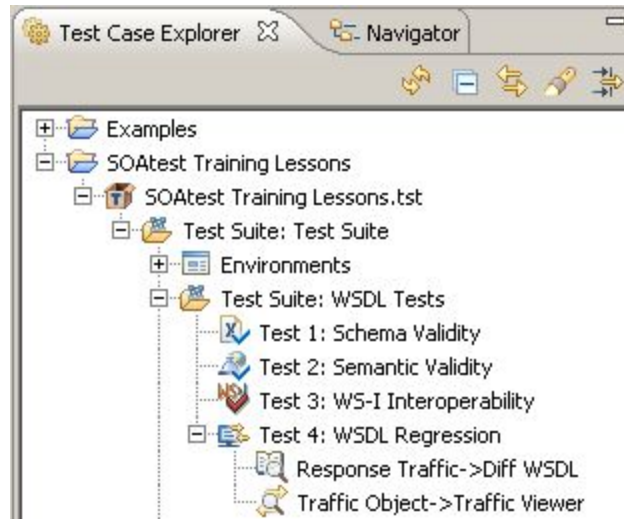 Test Case Explorer Navigator
Examples
SOAtest Training Lessons
SOAtest Training Lessons.tst
Test Suite: Test Suite
Environments
Test Suite: WSDL Tests
Test 1: Schema Validity
Test 2: Semantic Validity
Test 3: WS-I Interoperability
Test 4: WSDL Regression
Response Traffic->Diff WSDL
Traffic Object->Traffic Viewer